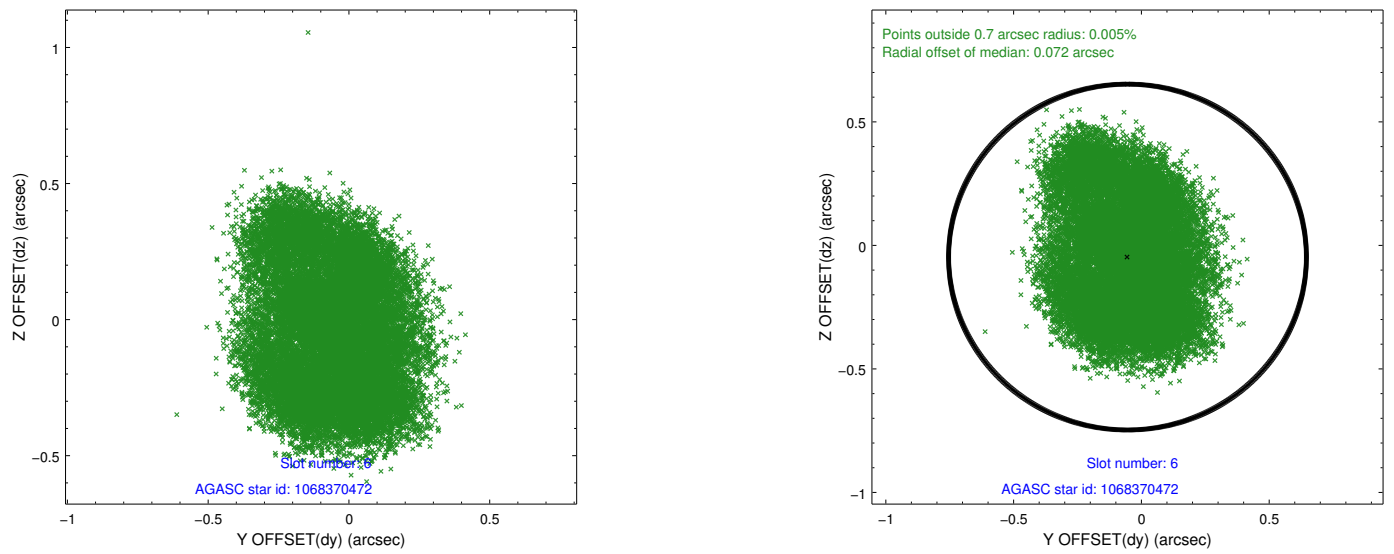 1
0.5
0
−0.5
−1
−0.5
0
0.5
Z OFFSET(dz) (arcsec)
Y OFFSET(dy) (arcsec)
Slot number: 6
AGASC star id: 1068370472
Points outside 0.7 arcsec radius: 0.005%
Radial offset of median: 0.072 arcsec
0.5
0
−0.5
−1
−1
−0.5
0
0.5
Z OFFSET(dz) (arcsec)
Y OFFSET(dy) (arcsec)
Slot number: 6
AGASC star id: 1068370472